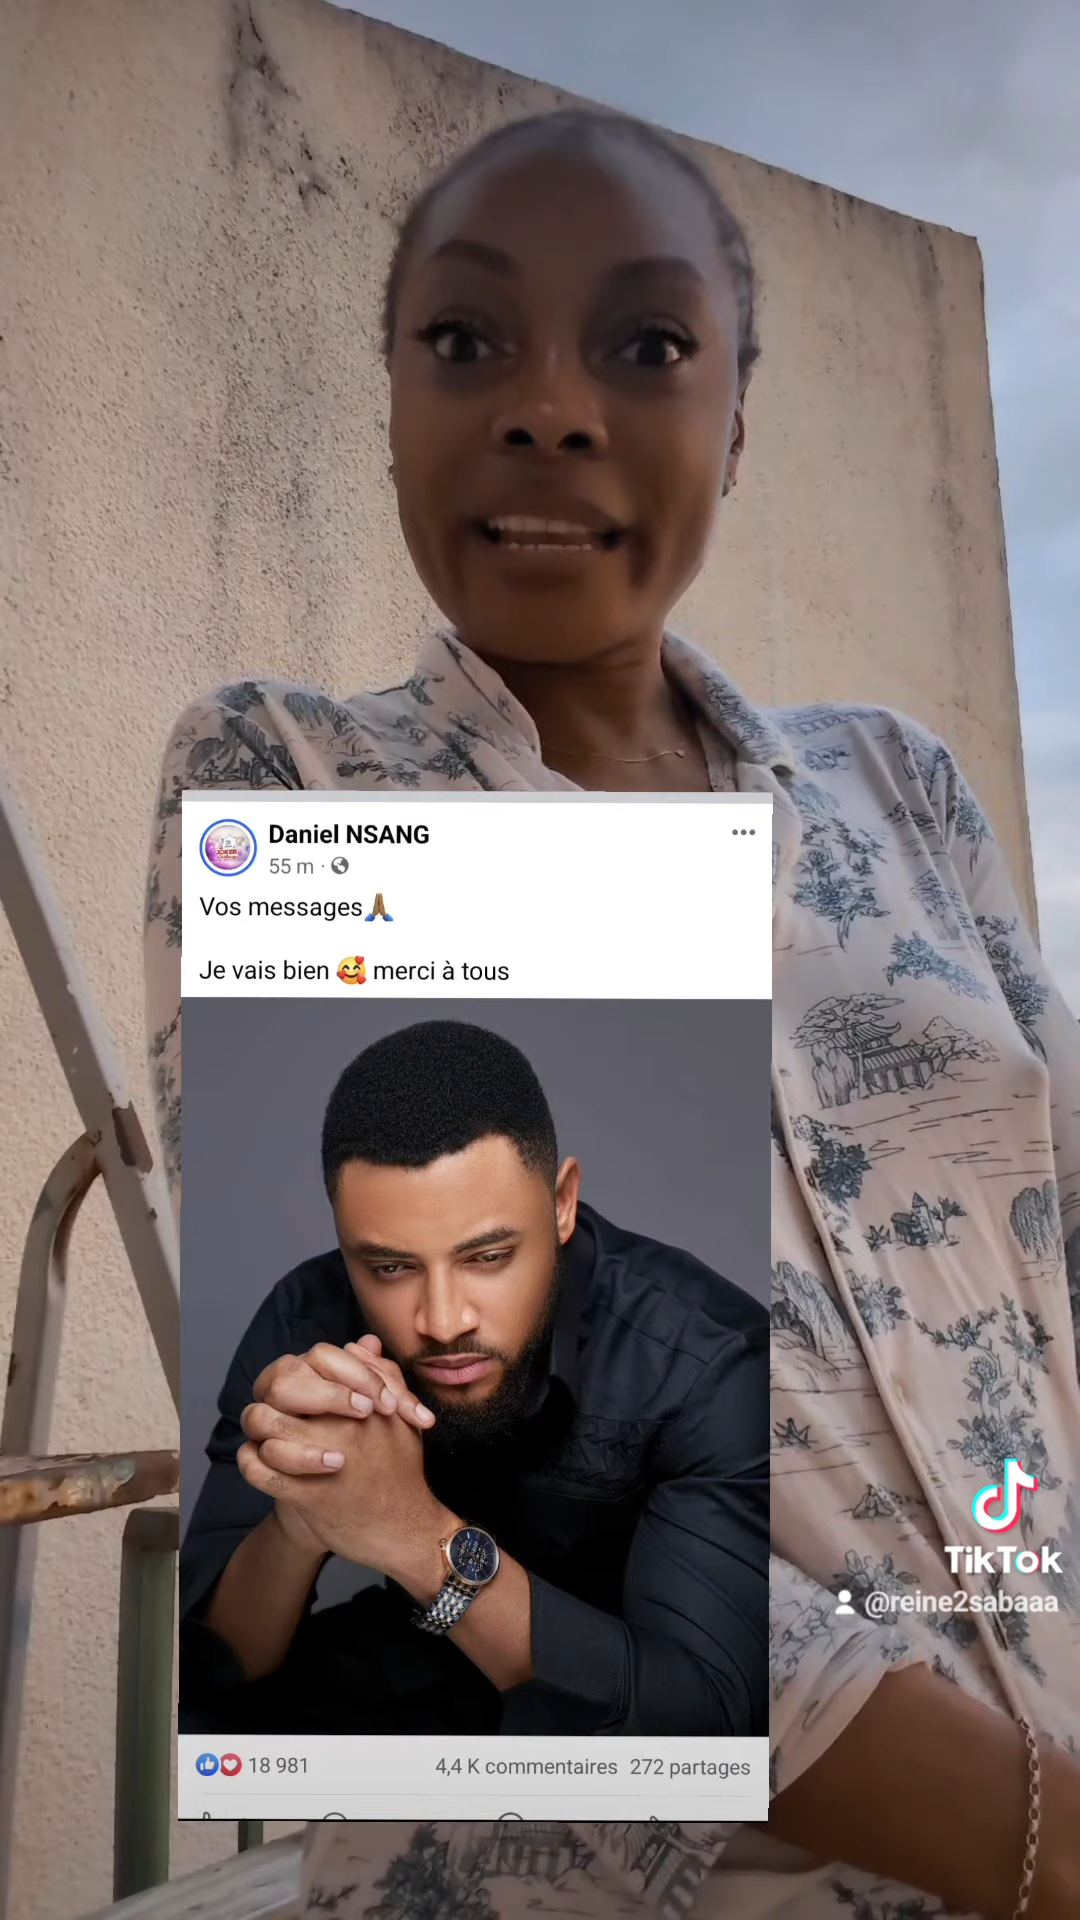 Daniel NSANG
55 m
Vos messages🙏🏾
Je vais bien 🥰 merci à tous
18 981
4,4 K commentaires 272 partages
TikTok
@reine2sabaaa